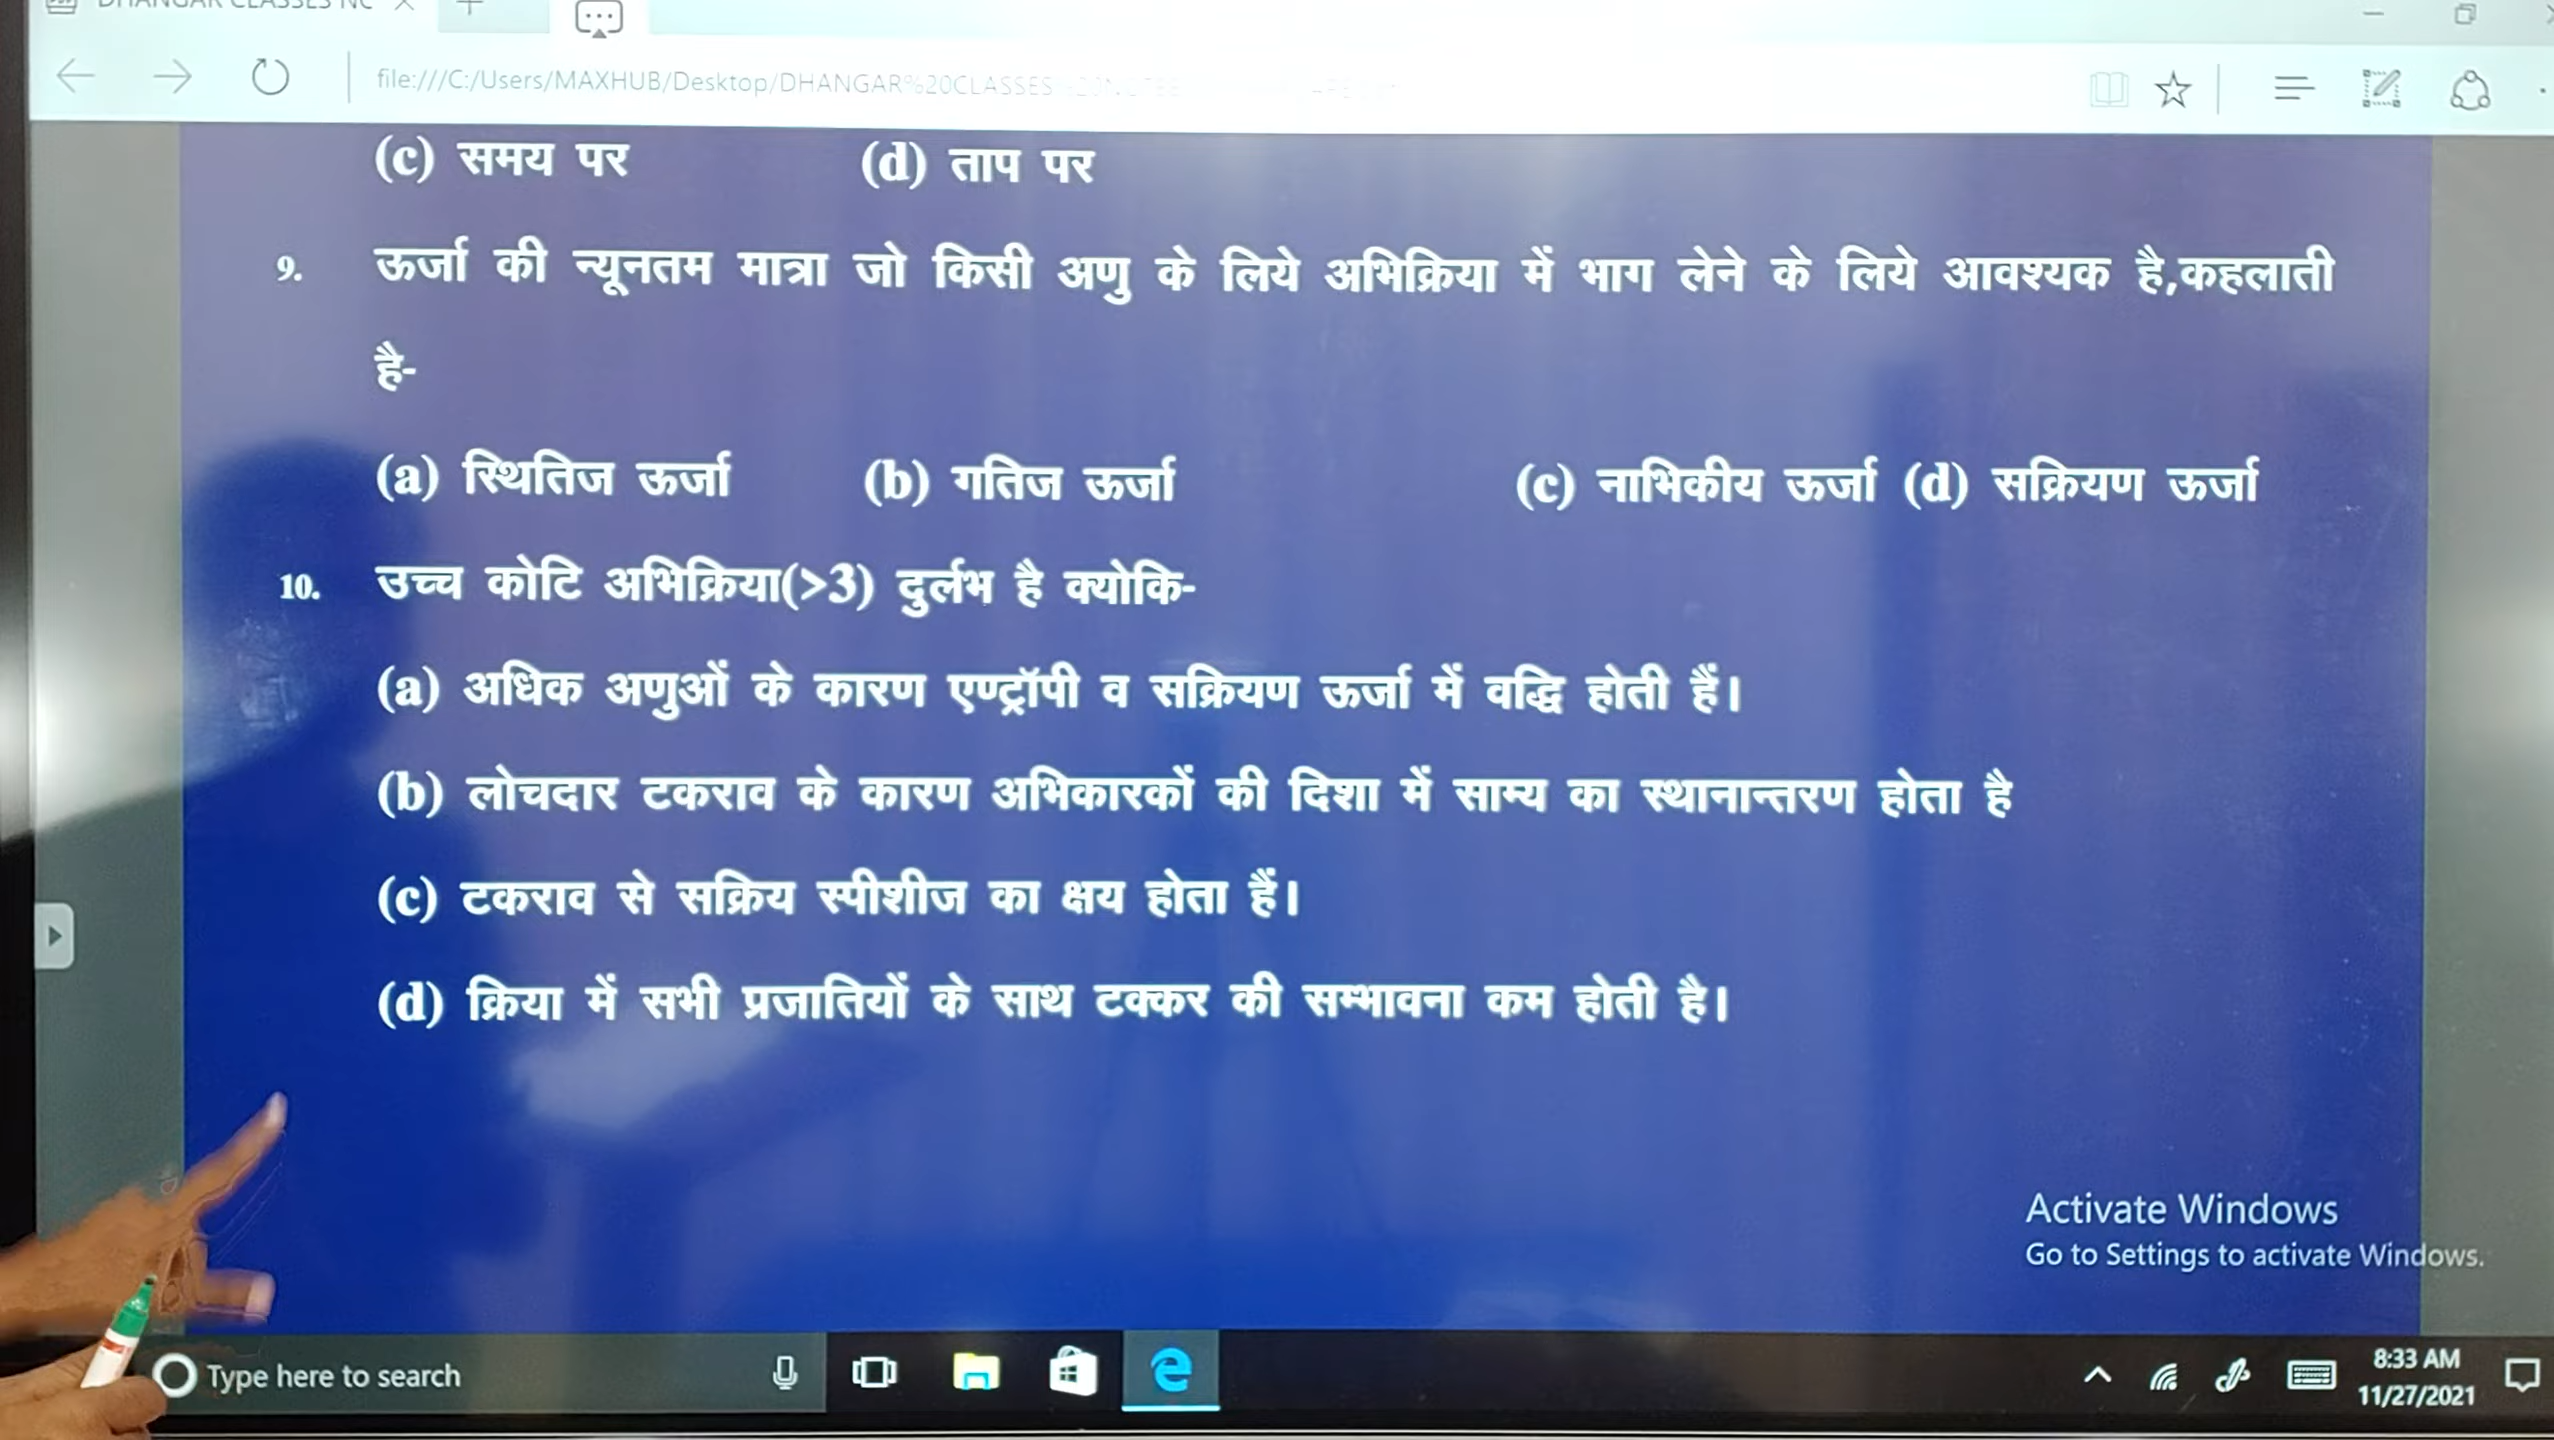 DHANGAR CLASSES NC
file:///C:/Users/MAXHUB/Desktop/DHANGAR%20CLASSES
(c) समय पर (d) ताप पर
9. ऊर्जा की न्यूनतम मात्रा जो किसी अणु के लिये अभिक्रिया में भाग लेने के लिये आवश्यक है,कहलाती
है-
(a) स्थितिज ऊर्जा (b) गतिज ऊर्जा (c) नाभिकीय ऊर्जा (d) सक्रियण ऊर्जा
10. उच्च कोटि अभिक्रिया(>3) दुर्लभ है क्योकि-
(a) अधिक अणुओं के कारण एण्ट्रॉपी व सक्रियण ऊर्जा में वद्धि होती हैं।
(b) लोचदार टकराव के कारण अभिकारकों की दिशा में साम्य का स्थानान्तरण होता है
(c) टकराव से सक्रिय स्पीशीज का क्षय होता हैं।
(d) क्रिया में सभी प्रजातियों के साथ टक्कर की सम्भावना कम होती है।
Activate Windows
Go to Settings to activate Windows.
Type here to search
8:33 AM
11/27/2021